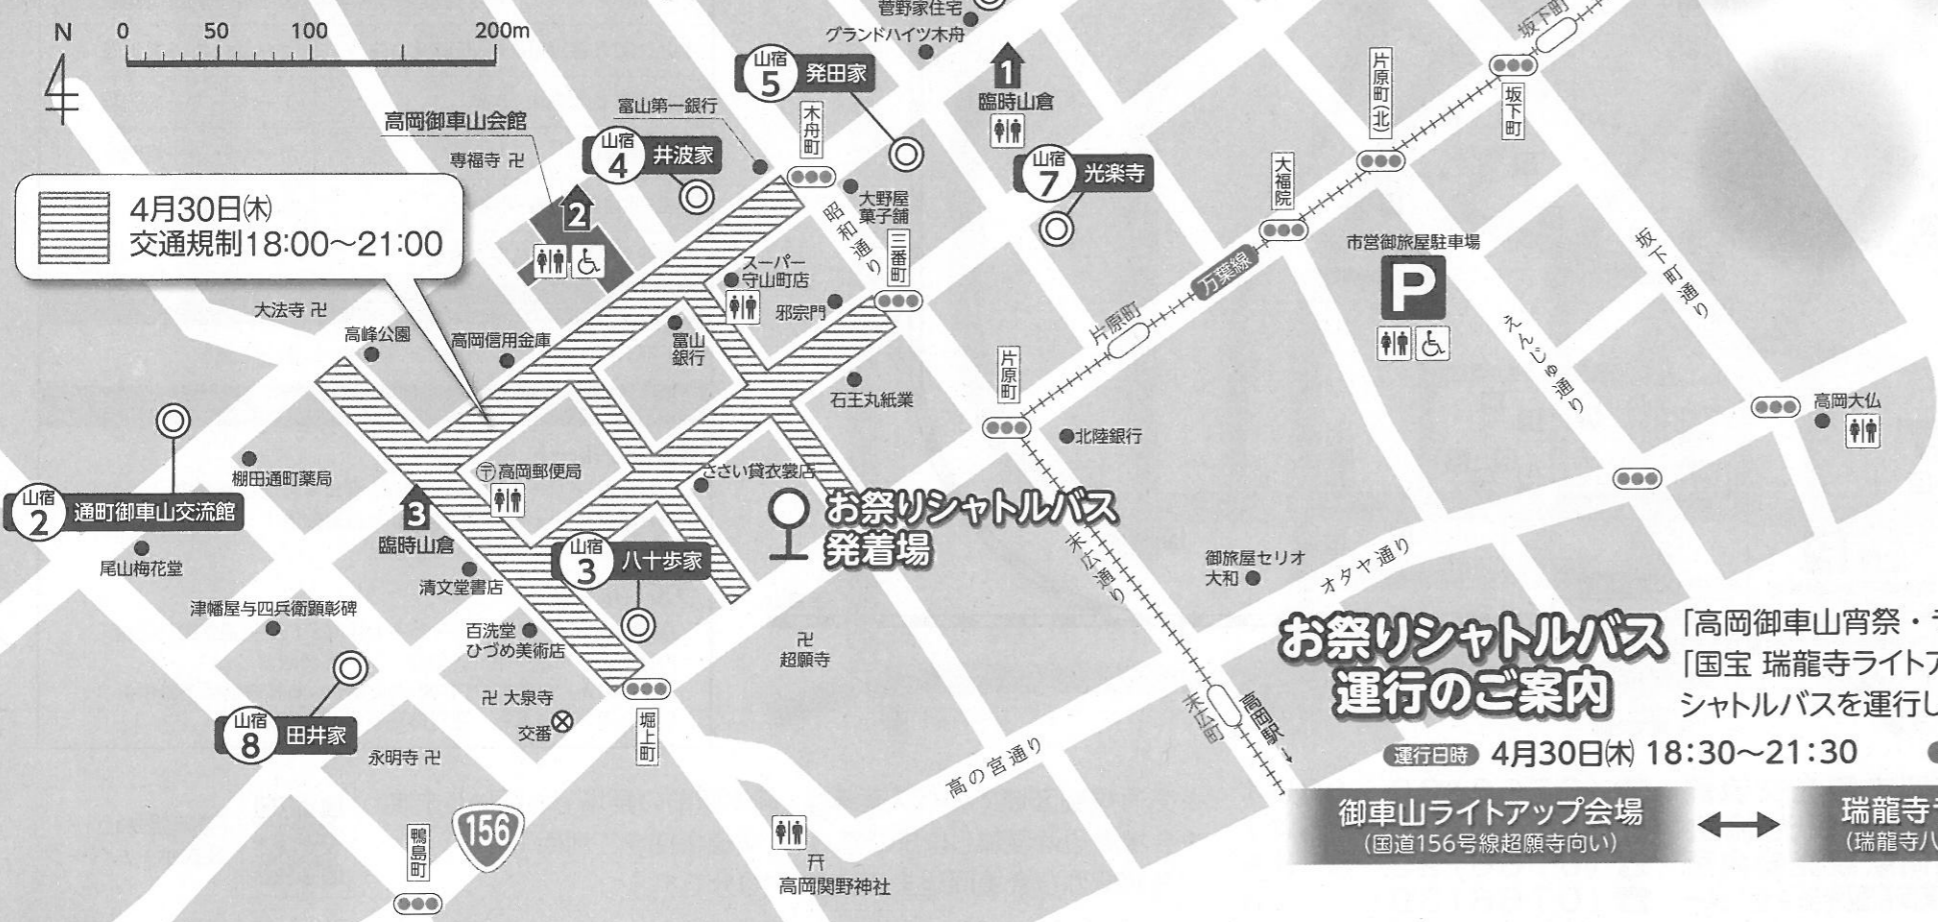 N
0 50 100 200m
菅野家住宅
グランドハイツ木舟
山宿
5
発田家
1
臨時山倉
木舟町
富山第一銀行
高岡御車山会館
専福寺
山宿
4
井波家
2
山宿
7
光楽寺
片原町(北)
坂下町
坂下町
大福院
市営御旅屋駐車場
P
坂下町通り
えんじゅ通り
万葉線
片原町
片原町
4月30日㈭
交通規制18:00～21:00
大野屋
菓子舗
昭和通り
三番町
スーパー
守山町店
邪宗門
富山
銀行
石王丸紙業
大法寺
高峰公園
高岡信用金庫
北陸銀行
高岡大仏
棚田通町薬局
山宿
2
通町御車山交流館
尾山梅花堂
〒高岡郵便局
3
臨時山倉
清文堂書店
ささい貸衣裳店
お祭りシャトルバス
発着場
山宿
3
八十歩家
津幡屋与四兵衛顕彰碑
百洗堂
ひづめ美術店
超願寺
大泉寺
交番
堀上町
山宿
8
田井家
永明寺
156
鴨島町
高岡関野神社
高の宮通り
末広通り
末広町
高岡駅→
御旅屋セリオ
大和
オタヤ通り
お祭りシャトルバス
運行のご案内
「高岡御車山宵祭・
「国宝 瑞龍寺ライト
シャトルバスを運行し
運行日時 4月30日㈭ 18:30～21:30
御車山ライトアップ会場
(国道156号線超願寺向い)
瑞龍寺
(瑞龍寺八